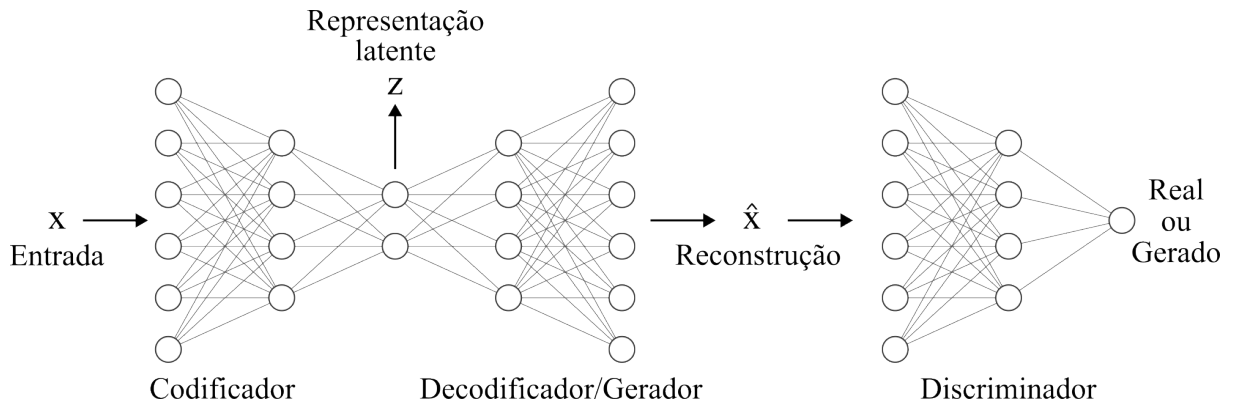 Representação
latente
z
x
Entrada
x̂
Reconstrução
Real
ou
Gerado
Codificador
Decodificador/Gerador
Discriminador